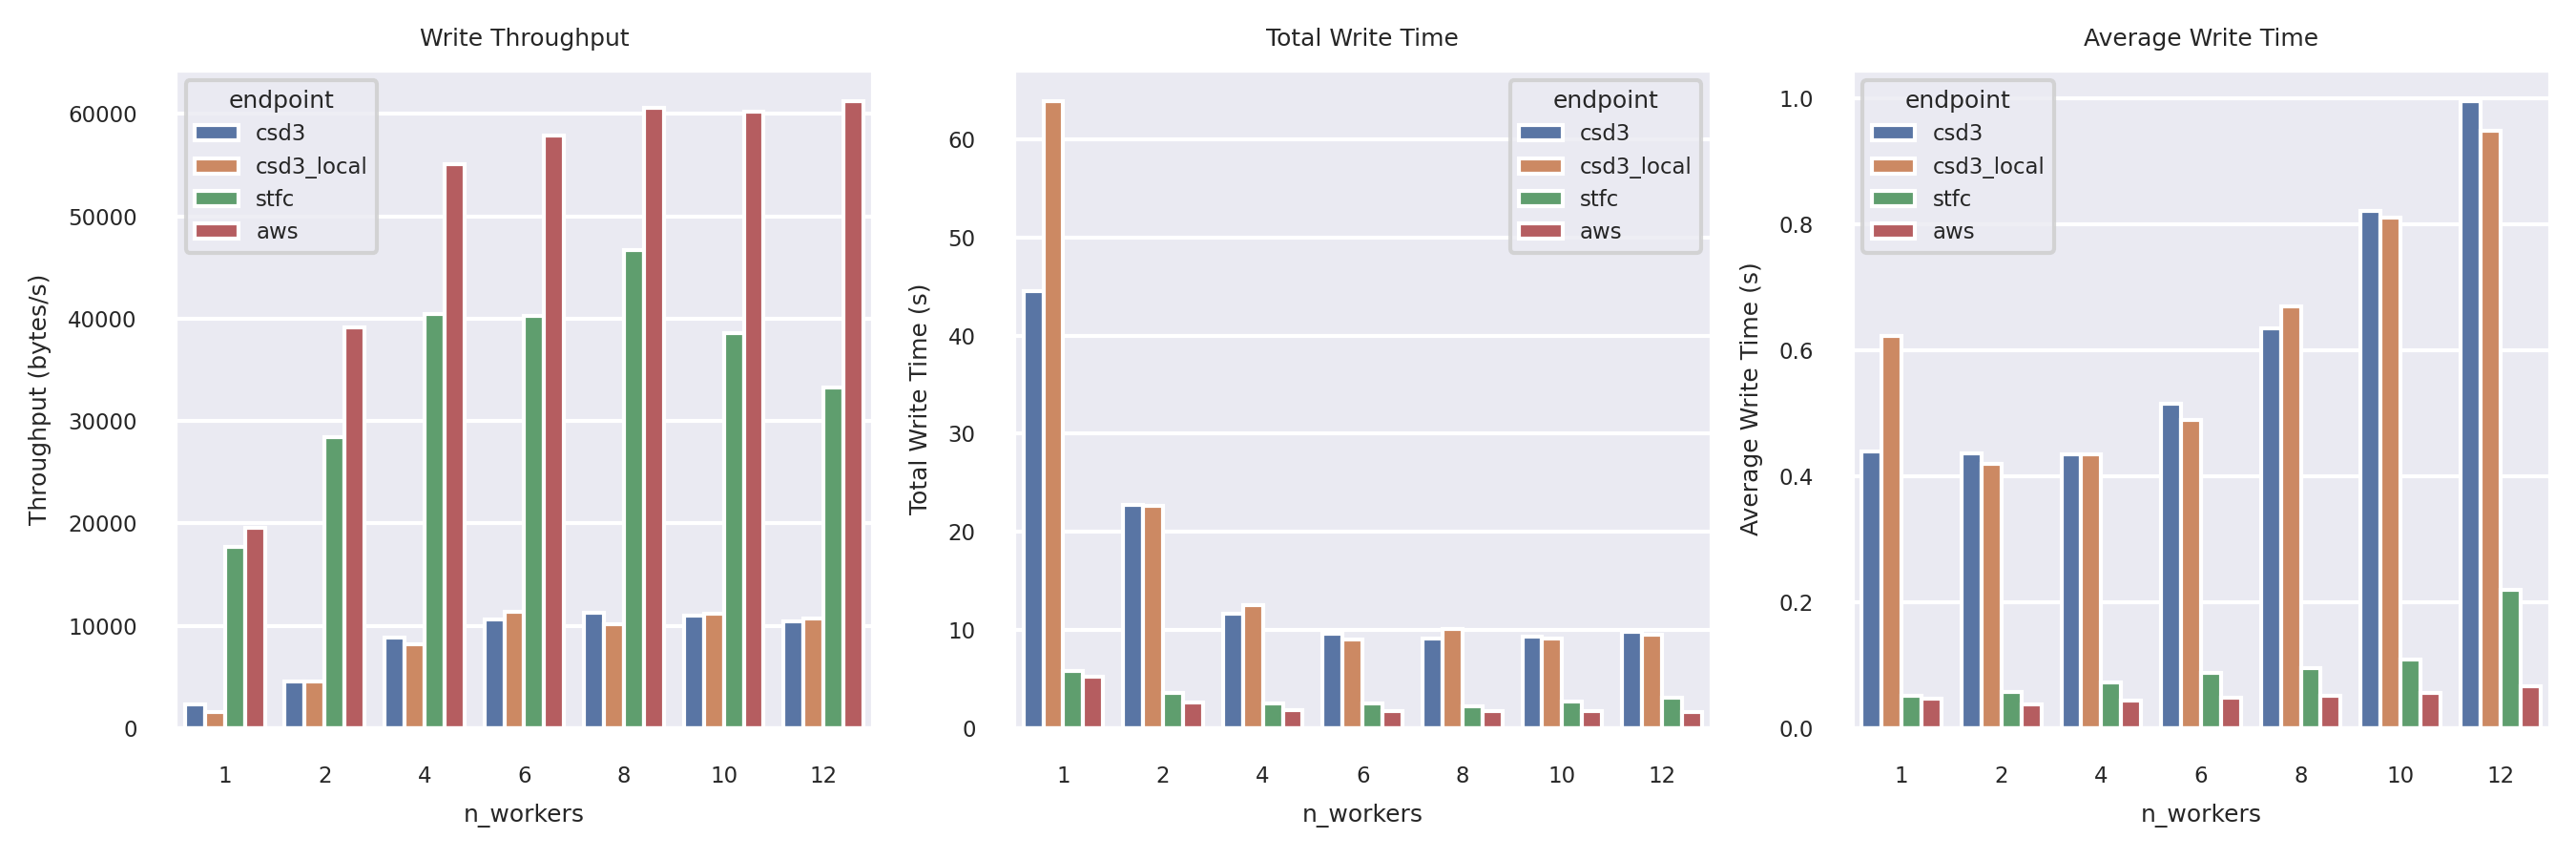 Write Throughput
Throughput (bytes/s)
60000
50000
40000
30000
20000
10000
0
endpoint
csd3
csd3_local
stfc
aws
1 2 4 6 8 10 12
n_workers
Total Write Time
Total Write Time (s)
60
50
40
30
20
10
0
endpoint
csd3
csd3_local
stfc
aws
1 2 4 6 8 10 12
n_workers
Average Write Time
Average Write Time (s)
1.0
0.8
0.6
0.4
0.2
0.0
endpoint
csd3
csd3_local
stfc
aws
1 2 4 6 8 10 12
n_workers